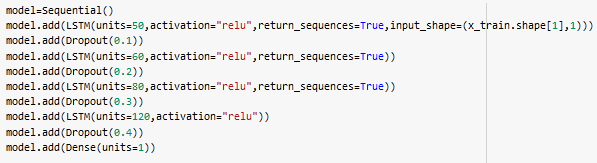 model=Sequential()
model.add(LSTM(units=50,activation="relu",return_sequences=True,input_shape=(x_train.shape[1],1)))
model.add(Dropout(0.1))
model.add(LSTM(units=60,activation="relu",return_sequences=True))
model.add(Dropout(0.2))
model.add(LSTM(units=80,activation="relu",return_sequences=True))
model.add(Dropout(0.3))
model.add(LSTM(units=120,activation="relu"))
model.add(Dropout(0.4))
model.add(Dense(units=1))